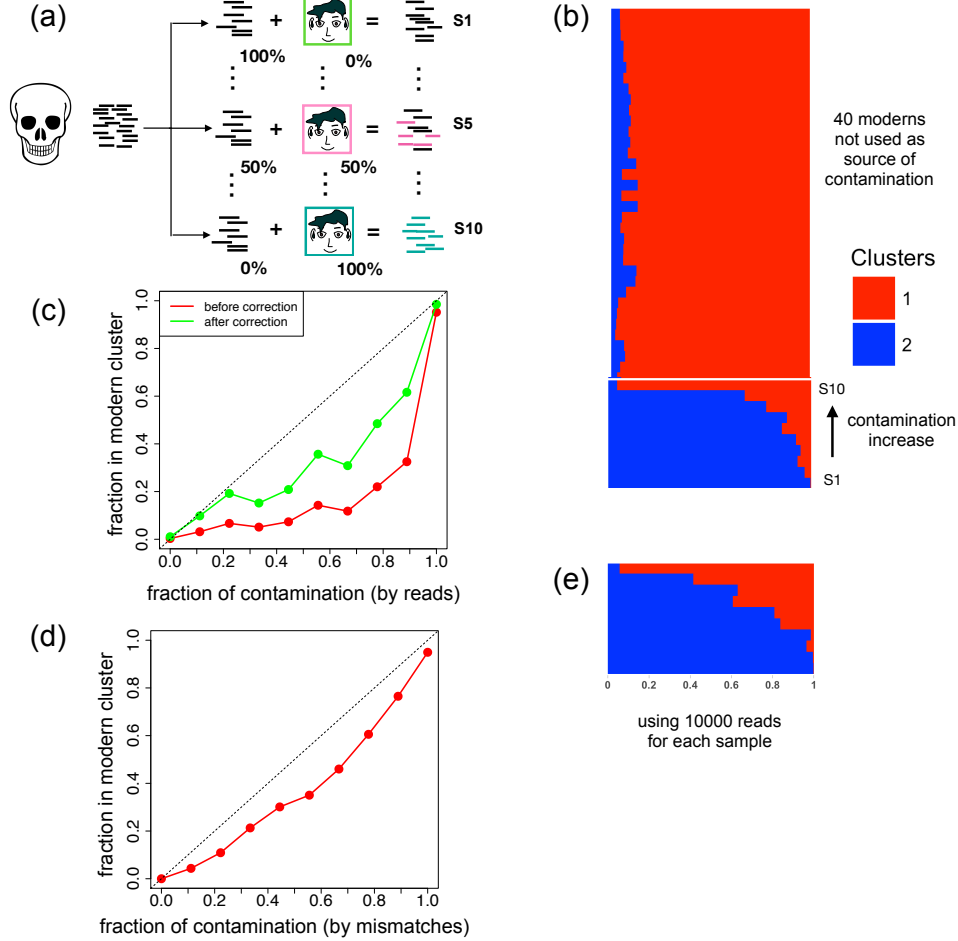 (a)
+
=
S1
100%
0%
+
=
S5
50%
50%
+
=
S10
0%
100%
(b)
40 moderns
not used as
source of
contamination
Clusters
1
2
S10
contamination
increase
S1
(c)
before correction
after correction
fraction in modern cluster
0.0 0.2 0.4 0.6 0.8 1.0
0.0 0.2 0.4 0.6 0.8 1.0
fraction of contamination (by reads)
(d)
fraction in modern cluster
0.0 0.2 0.4 0.6 0.8 1.0
0.0 0.2 0.4 0.6 0.8 1.0
fraction of contamination (by mismatches)
(e)
0 0.2 0.4 0.6 0.8 1
using 10000 reads
for each sample